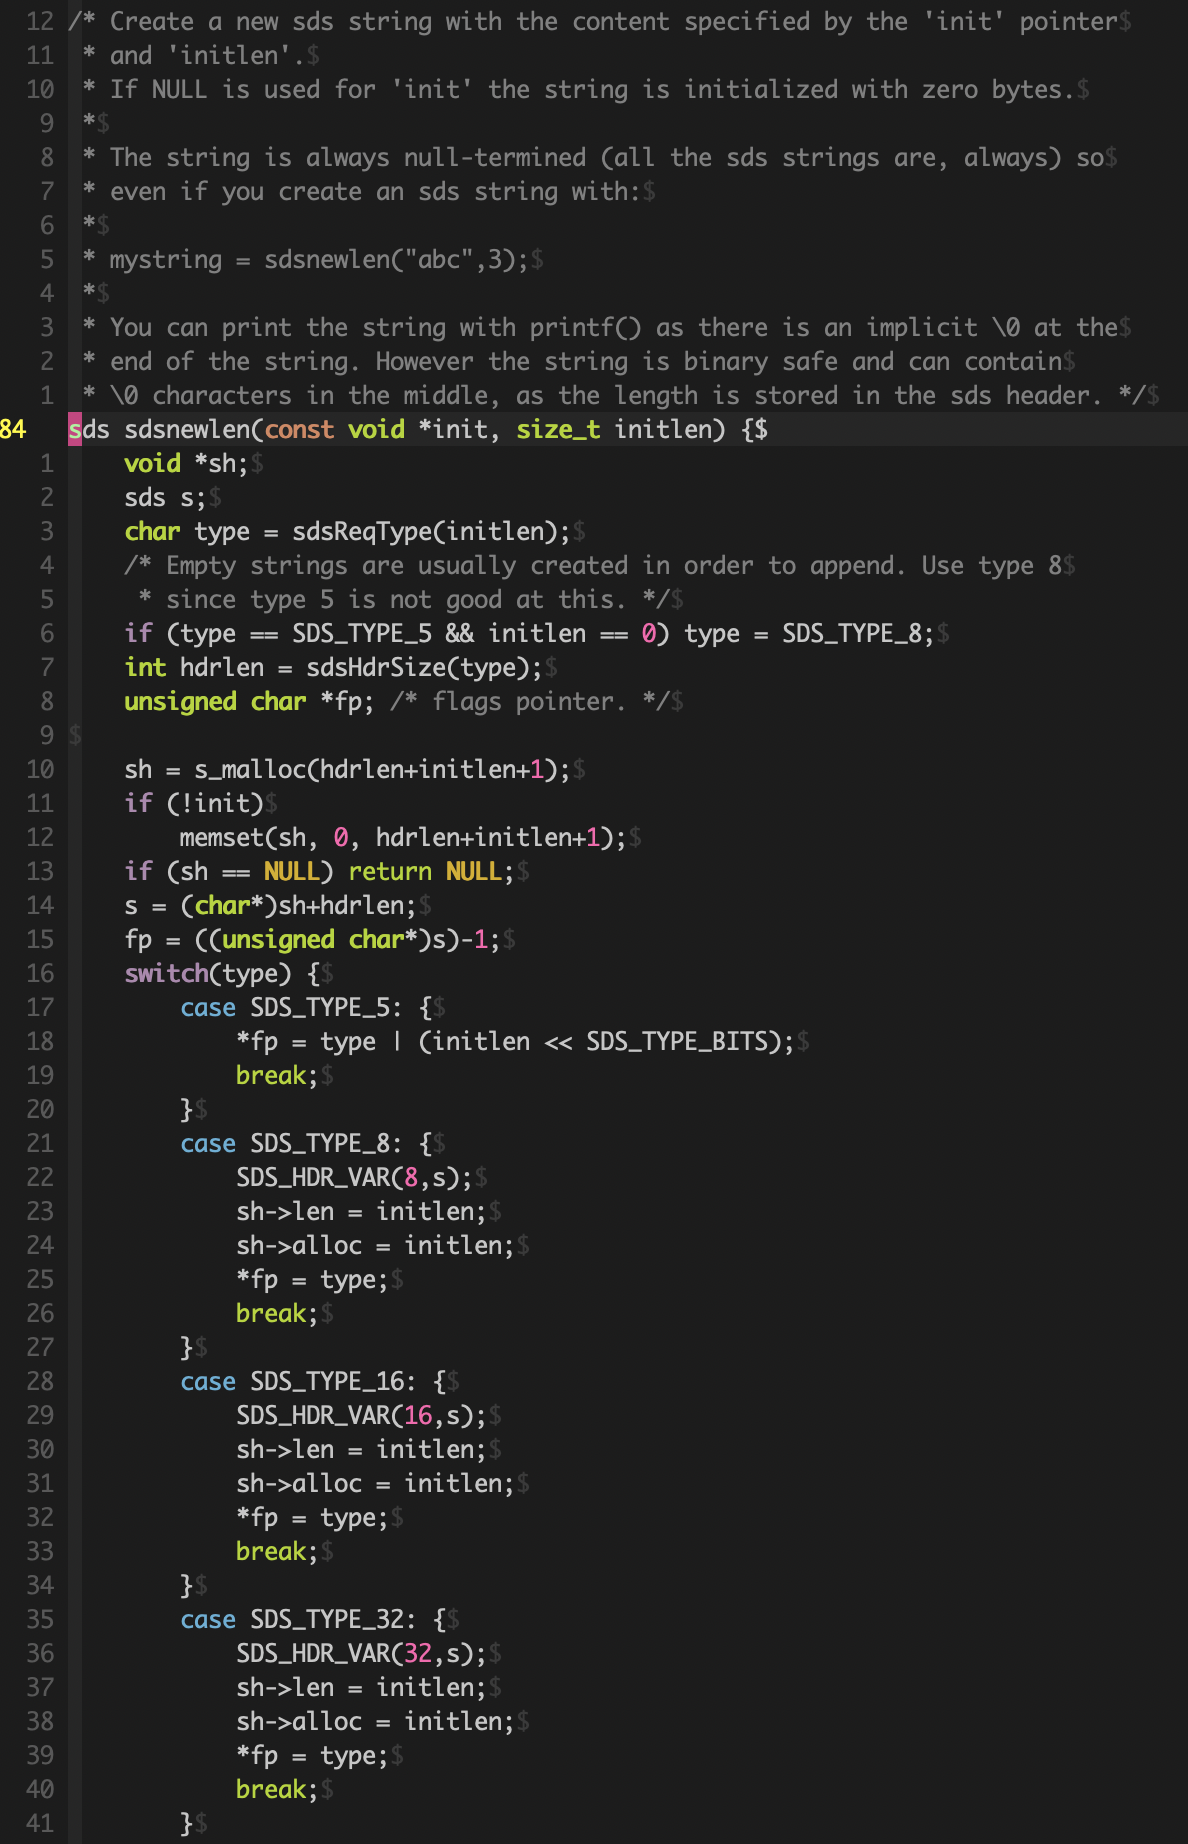 12 /* Create a new sds string with the content specified by the 'init' pointer$
11  * and 'initlen'.$
10  * If NULL is used for 'init' the string is initialized with zero bytes.$
9  *$
8  * The string is always null-termined (all the sds strings are, always) so$
7  * even if you create an sds string with:$
6  *$
5  * mystring = sdsnewlen("abc",3);$
4  *$
3  * You can print the string with printf() as there is an implicit \0 at the$
2  * end of the string. However the string is binary safe and can contain$
1  * \0 characters in the middle, as the length is stored in the sds header. */$
84 sds sdsnewlen(const void *init, size_t initlen) {$
1     void *sh;$
2     sds s;$
3     char type = sdsReqType(initlen);$
4     /* Empty strings are usually created in order to append. Use type 8$
5      * since type 5 is not good at this. */$
6     if (type == SDS_TYPE_5 && initlen == 0) type = SDS_TYPE_8;$
7     int hdrlen = sdsHdrSize(type);$
8     unsigned char *fp; /* flags pointer. */$
9 $
10     sh = s_malloc(hdrlen+initlen+1);$
11     if (!init)$
12         memset(sh, 0, hdrlen+initlen+1);$
13     if (sh == NULL) return NULL;$
14     s = (char*)sh+hdrlen;$
15     fp = ((unsigned char*)s)-1;$
16     switch(type) {$
17         case SDS_TYPE_5: {$
18             *fp = type | (initlen << SDS_TYPE_BITS);$
19             break;$
20         }$
21         case SDS_TYPE_8: {$
22             SDS_HDR_VAR(8,s);$
23             sh->len = initlen;$
24             sh->alloc = initlen;$
25             *fp = type;$
26             break;$
27         }$
28         case SDS_TYPE_16: {$
29             SDS_HDR_VAR(16,s);$
30             sh->len = initlen;$
31             sh->alloc = initlen;$
32             *fp = type;$
33             break;$
34         }$
35         case SDS_TYPE_32: {$
36             SDS_HDR_VAR(32,s);$
37             sh->len = initlen;$
38             sh->alloc = initlen;$
39             *fp = type;$
40             break;$
41         }$